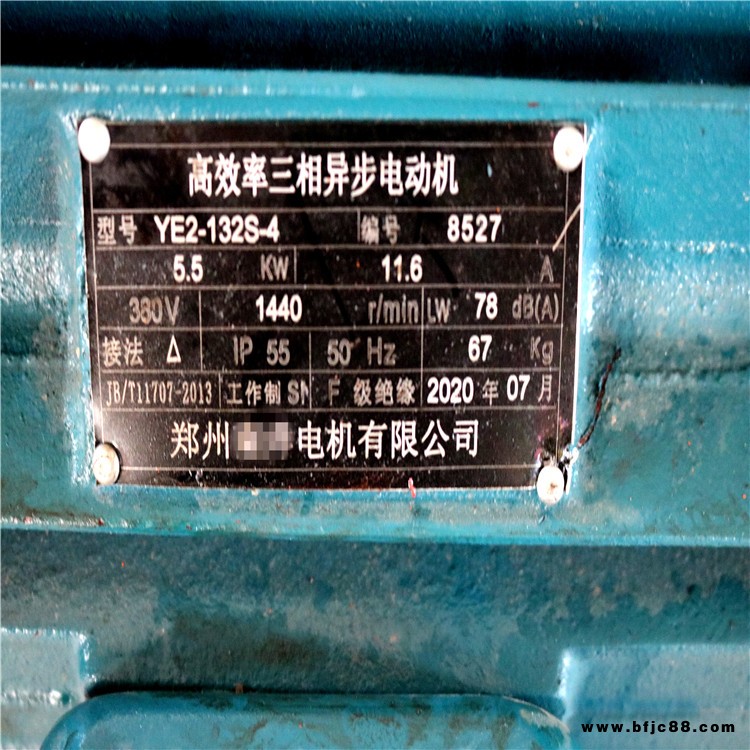 高效率三相异步电动机
型号 YE2-132S-4 编号 8527
5.5 KW 11.6 A
380V 1440 r/min LW 78 dB(A)
接法 Δ IP 55 50 Hz 67 Kg
JB/T11707-2013 工作制 S F 级绝缘 2020 年 07 月
郑州 电机有限公司
www.bfjc88.com